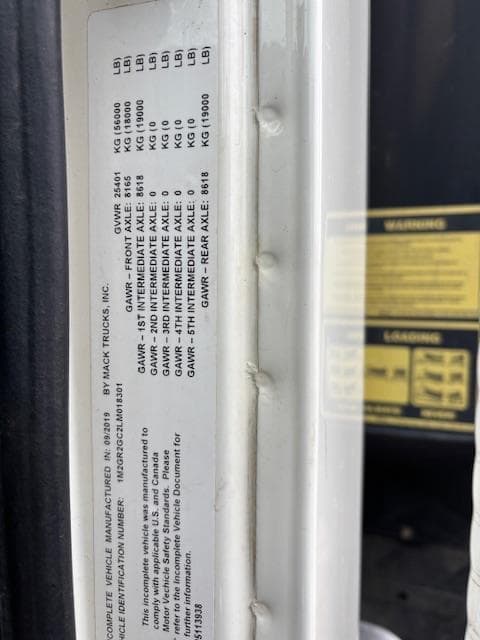 COMPLETE VEHICLE MANUFACTURED IN: 09/2019 BY MACK TRUCKS, INC.
HICLE IDENTIFICATION NUMBER: 1M2GR2GC2LM018301
GVWR 25401 KG (56000 LB)
GAWR - FRONT AXLE: 8165 KG (18000 LB)
GAWR - 1ST INTERMEDIATE AXLE: 8618 KG (19000 LB)
GAWR - 2ND INTERMEDIATE AXLE: 0 KG (0 LB)
GAWR - 3RD INTERMEDIATE AXLE: 0 KG (0 LB)
GAWR - 4TH INTERMEDIATE AXLE: 0 KG (0 LB)
GAWR - 5TH INTERMEDIATE AXLE: 0 KG (0 LB)
GAWR - REAR AXLE: 8618 KG (19000 LB)
This incomplete vehicle was manufactured to
comply with applicable U.S. and Canada
Motor Vechicle Safety Standards. Please
refer to the Incomplete Vehicle Document for
further information.
75113938
WARNING
LOADING